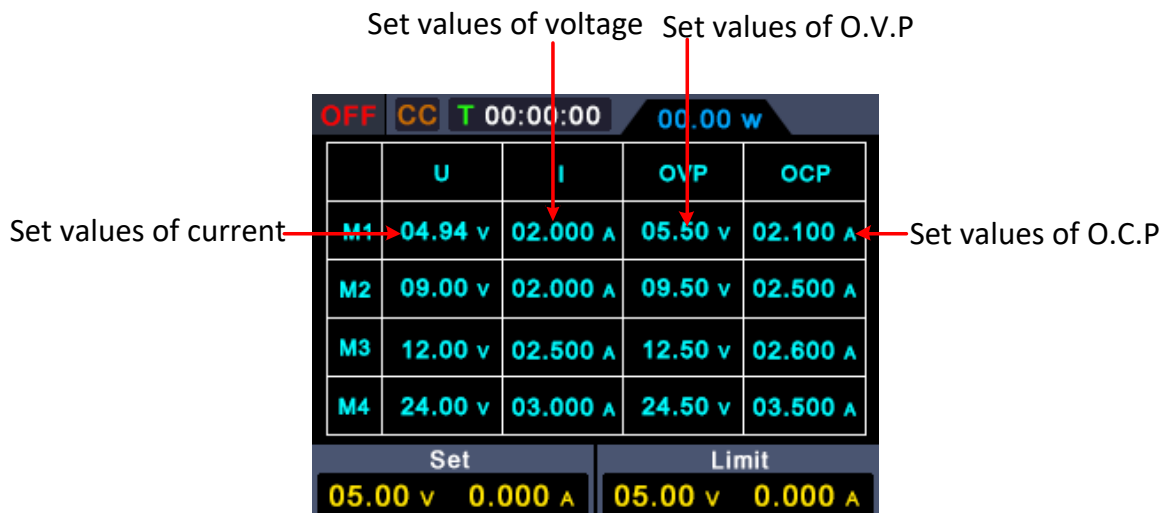 Set values of voltage Set values of O.V.P
OFF CC T 00:00:00 00.00 W
U I OVP OCP
Set values of current M1 04.94 V 02.000 A 05.50 V 02.100 A Set values of O.C.P
M2 09.00 V 02.000 A 09.50 V 02.500 A
M3 12.00 V 02.500 A 12.50 V 02.600 A
M4 24.00 V 03.000 A 24.50 V 03.500 A
Set Limit
05.00 V 0.000 A 05.00 V 0.000 A